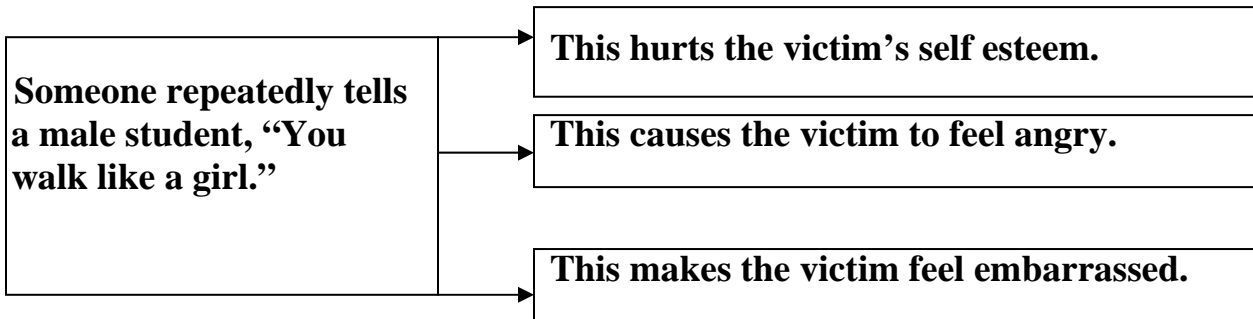 Someone repeatedly tells
a male student, “You
walk like a girl.”
This hurts the victim’s self esteem.
This causes the victim to feel angry.
This makes the victim feel embarrassed.